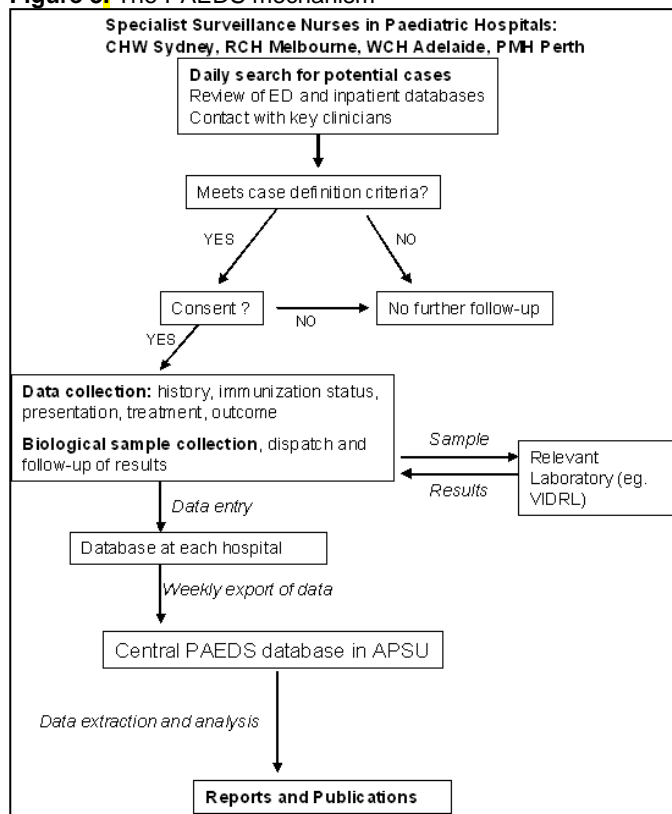 Figure 3. The PAEDS mechanism
Specialist Surveillance Nurses in Paediatric Hospitals:
CHW Sydney, RCH Melbourne, WCH Adelaide, PMH Perth
Daily search for potential cases
Review of ED and inpatient databases
Contact with key clinicians
Meets case definition criteria?
YES
NO
Consent ?
NO
No further follow-up
YES
Data collection: history, immunization status,
presentation, treatment, outcome
Biological sample collection, dispatch and
follow-up of results
Sample
Results
Relevant
Laboratory (eg.
VIDRL)
Data entry
Database at each hospital
Weekly export of data
Central PAEDS database in APSU
Data extraction and analysis
Reports and Publications